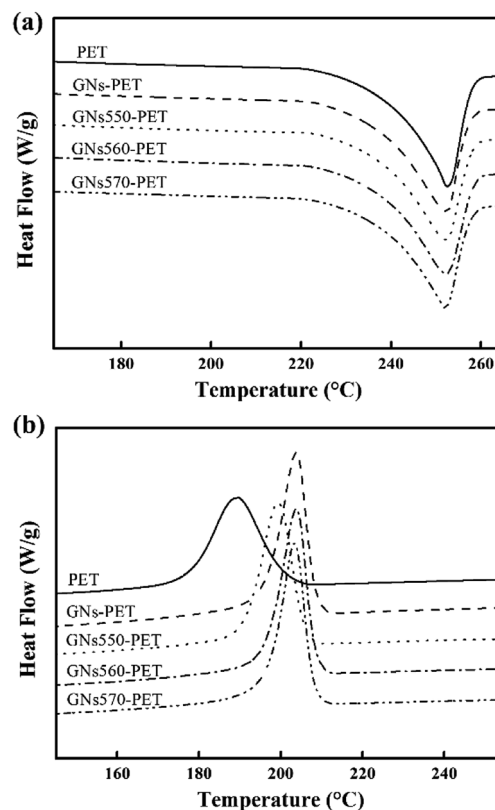 (a)
PET
GNs-PET
GNs550-PET
GNs560-PET
GNs570-PET
Heat Flow (W/g)
180 200 220 240 260
Temperature (°C)
(b)
PET
GNs-PET
GNs550-PET
GNs560-PET
GNs570-PET
Heat Flow (W/g)
160 180 200 220 240
Temperature (°C)